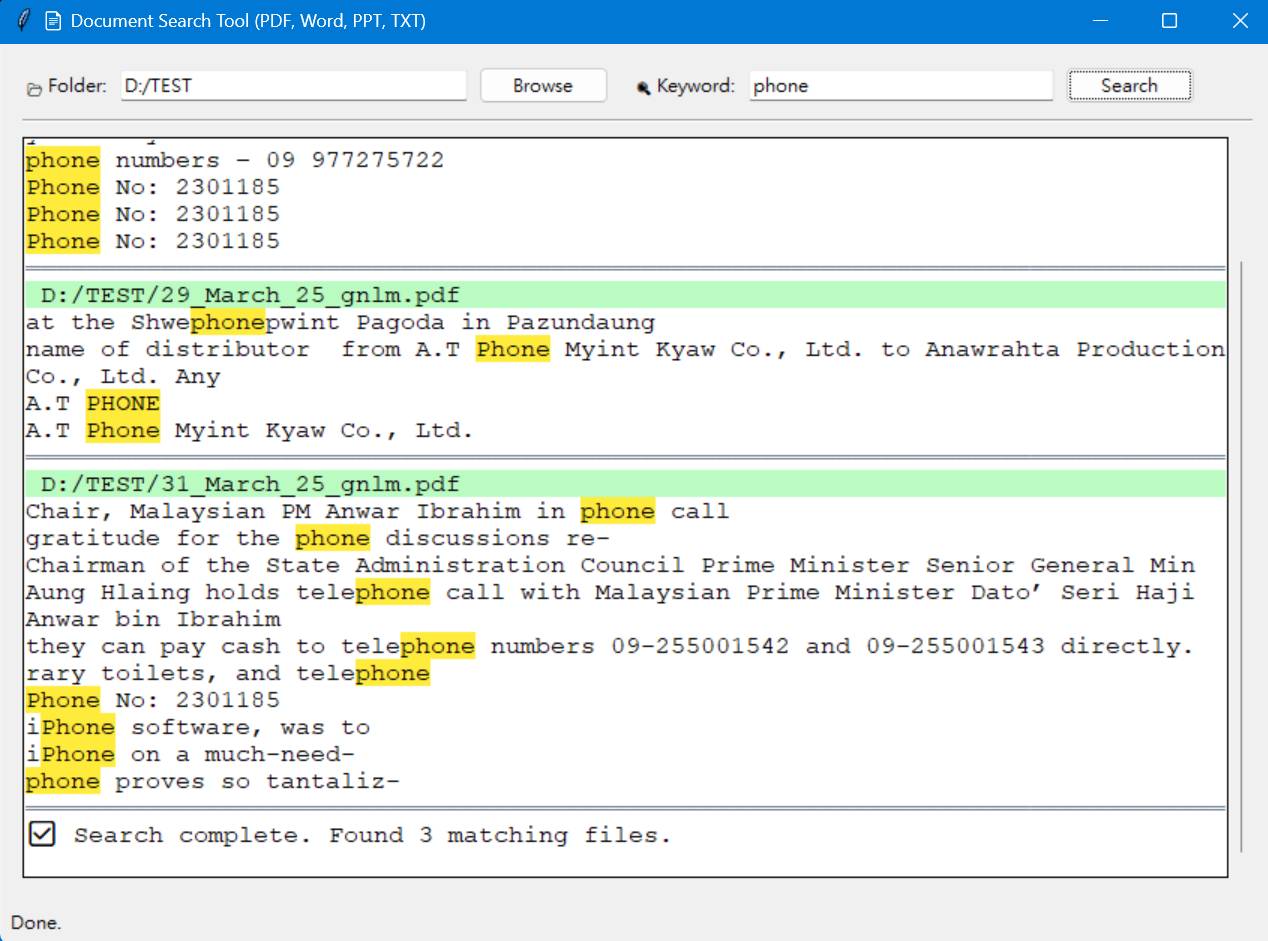 Document Search Tool (PDF, Word, PPT, TXT)
Folder: D:/TEST Browse Keyword: phone Search
phone numbers - 09 977275722
Phone No: 2301185
Phone No: 2301185
Phone No: 2301185
D:/TEST/29_March_25_gnlm.pdf
at the Shwephonepwint Pagoda in Pazundaung
name of distributor  from A.T Phone Myint Kyaw Co., Ltd. to Anawrahta Production
Co., Ltd. Any
A.T PHONE
A.T Phone Myint Kyaw Co., Ltd.
D:/TEST/31_March_25_gnlm.pdf
Chair, Malaysian PM Anwar Ibrahim in phone call
gratitude for the phone discussions re-
Chairman of the State Administration Council Prime Minister Senior General Min
Aung Hlaing holds telephone call with Malaysian Prime Minister Dato’ Seri Haji
Anwar bin Ibrahim
they can pay cash to telephone numbers 09-255001542 and 09-255001543 directly.
rary toilets, and telephone
Phone No: 2301185
iPhone software, was to
iPhone on a much-need-
phone proves so tantaliz-
Search complete. Found 3 matching files.
Done.